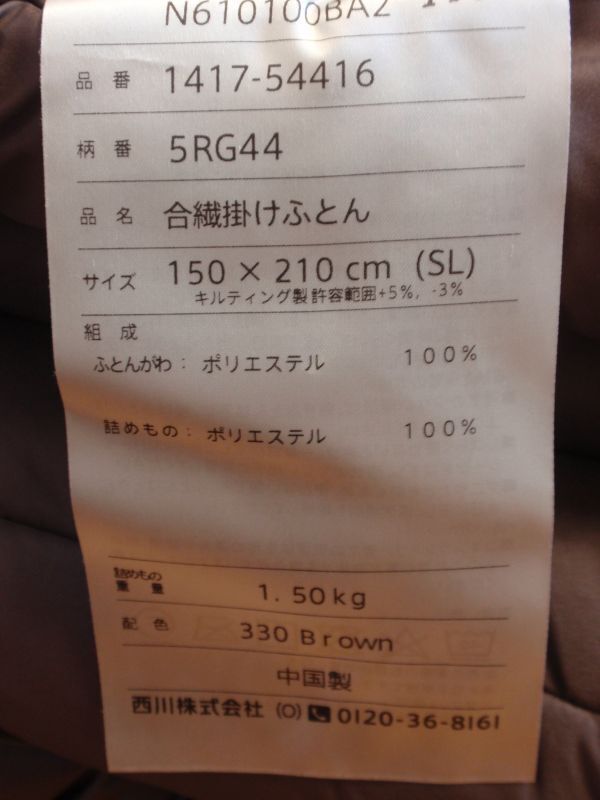 N610100BA2
品番 1417-54416
柄番 5RG44
品名 合繊掛けふとん
サイズ 150 × 210 cm (SL)
キルティング製 許容範囲+5%, -3%
組成
ふとんがわ: ポリエステル 100%
詰めもの: ポリエステル 100%
詰めもの
重量 1.50kg
配色 330 Brown
中国製
西川株式会社 (O) 0120-36-8161